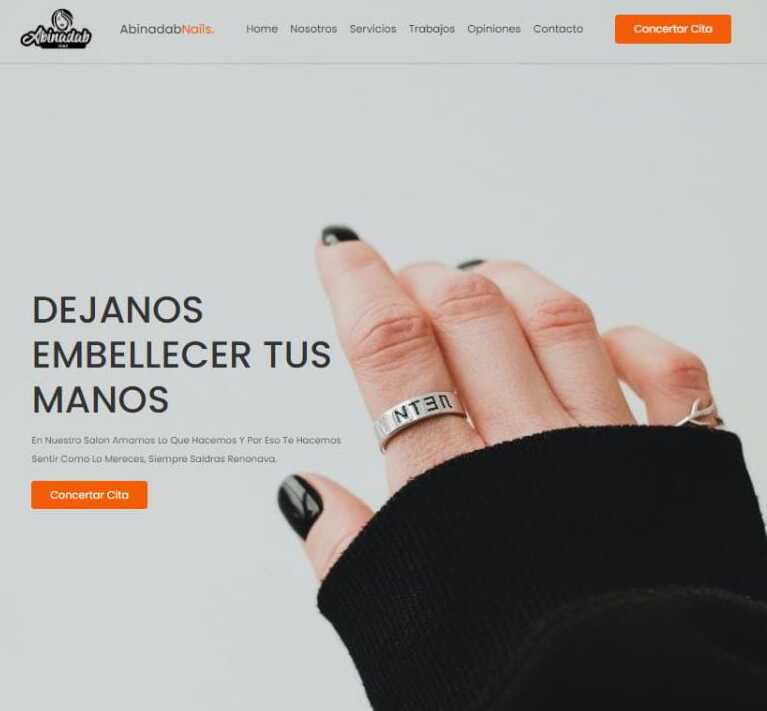 Abinadab
AbinadabNails.
Home Nosotros Servicios Trabajos Opiniones Contacto
Concertar Cita
DEJANOS
EMBELLECER TUS
MANOS
En Nuestro Salon Amamos Lo Que Hacemos Y Por Eso Te Hacemos
Sentir Como Lo Mereces, Siempre Saldras Renonava.
Concertar Cita